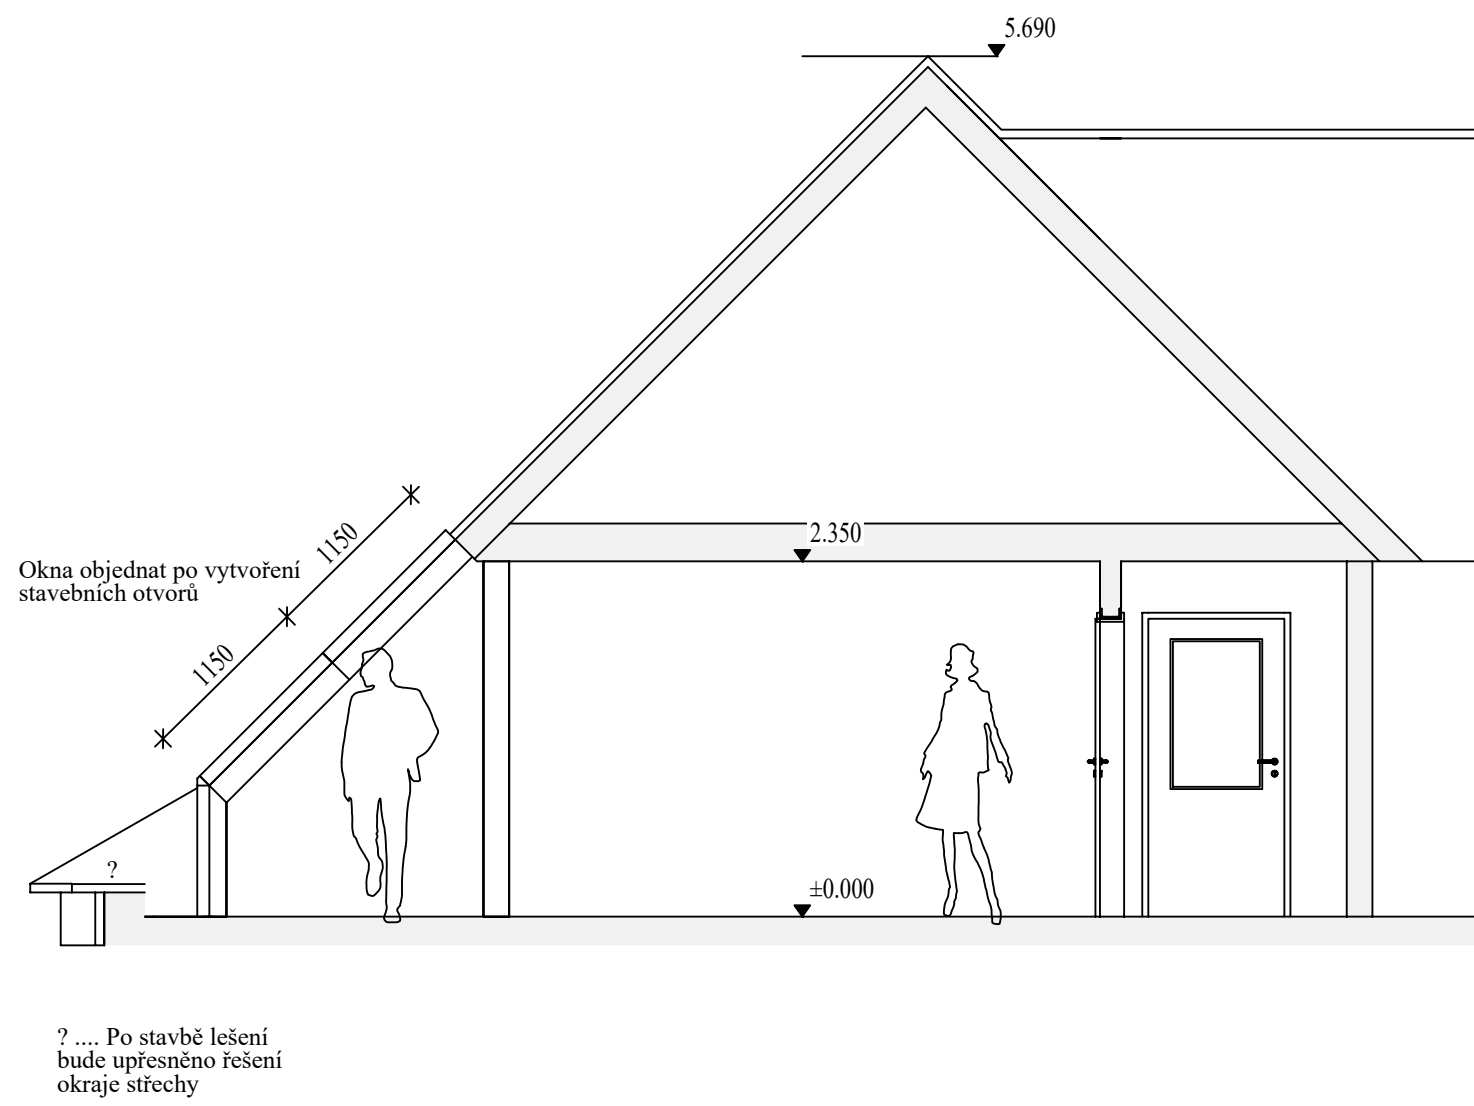 5.690
2.350
1150
Okna objednat po vytvoření
stavebních otvorů
1150
?
±0.000
? .... Po stavbě lešení
bude upřesněno řešení
okraje střechy